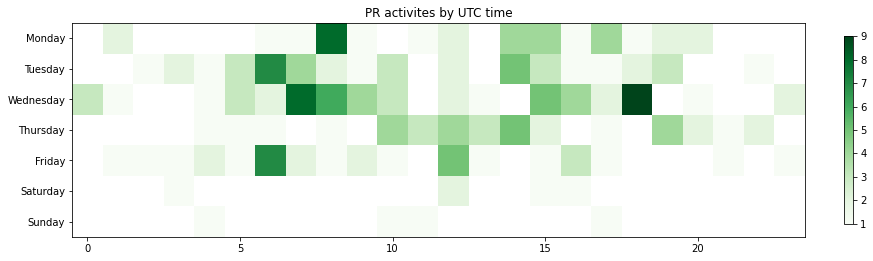 PR activites by UTC time
Monday
Tuesday
Wednesday
Thursday
Friday
Saturday
Sunday
0 5 10 15 20
9
8
7
6
5
4
3
2
1